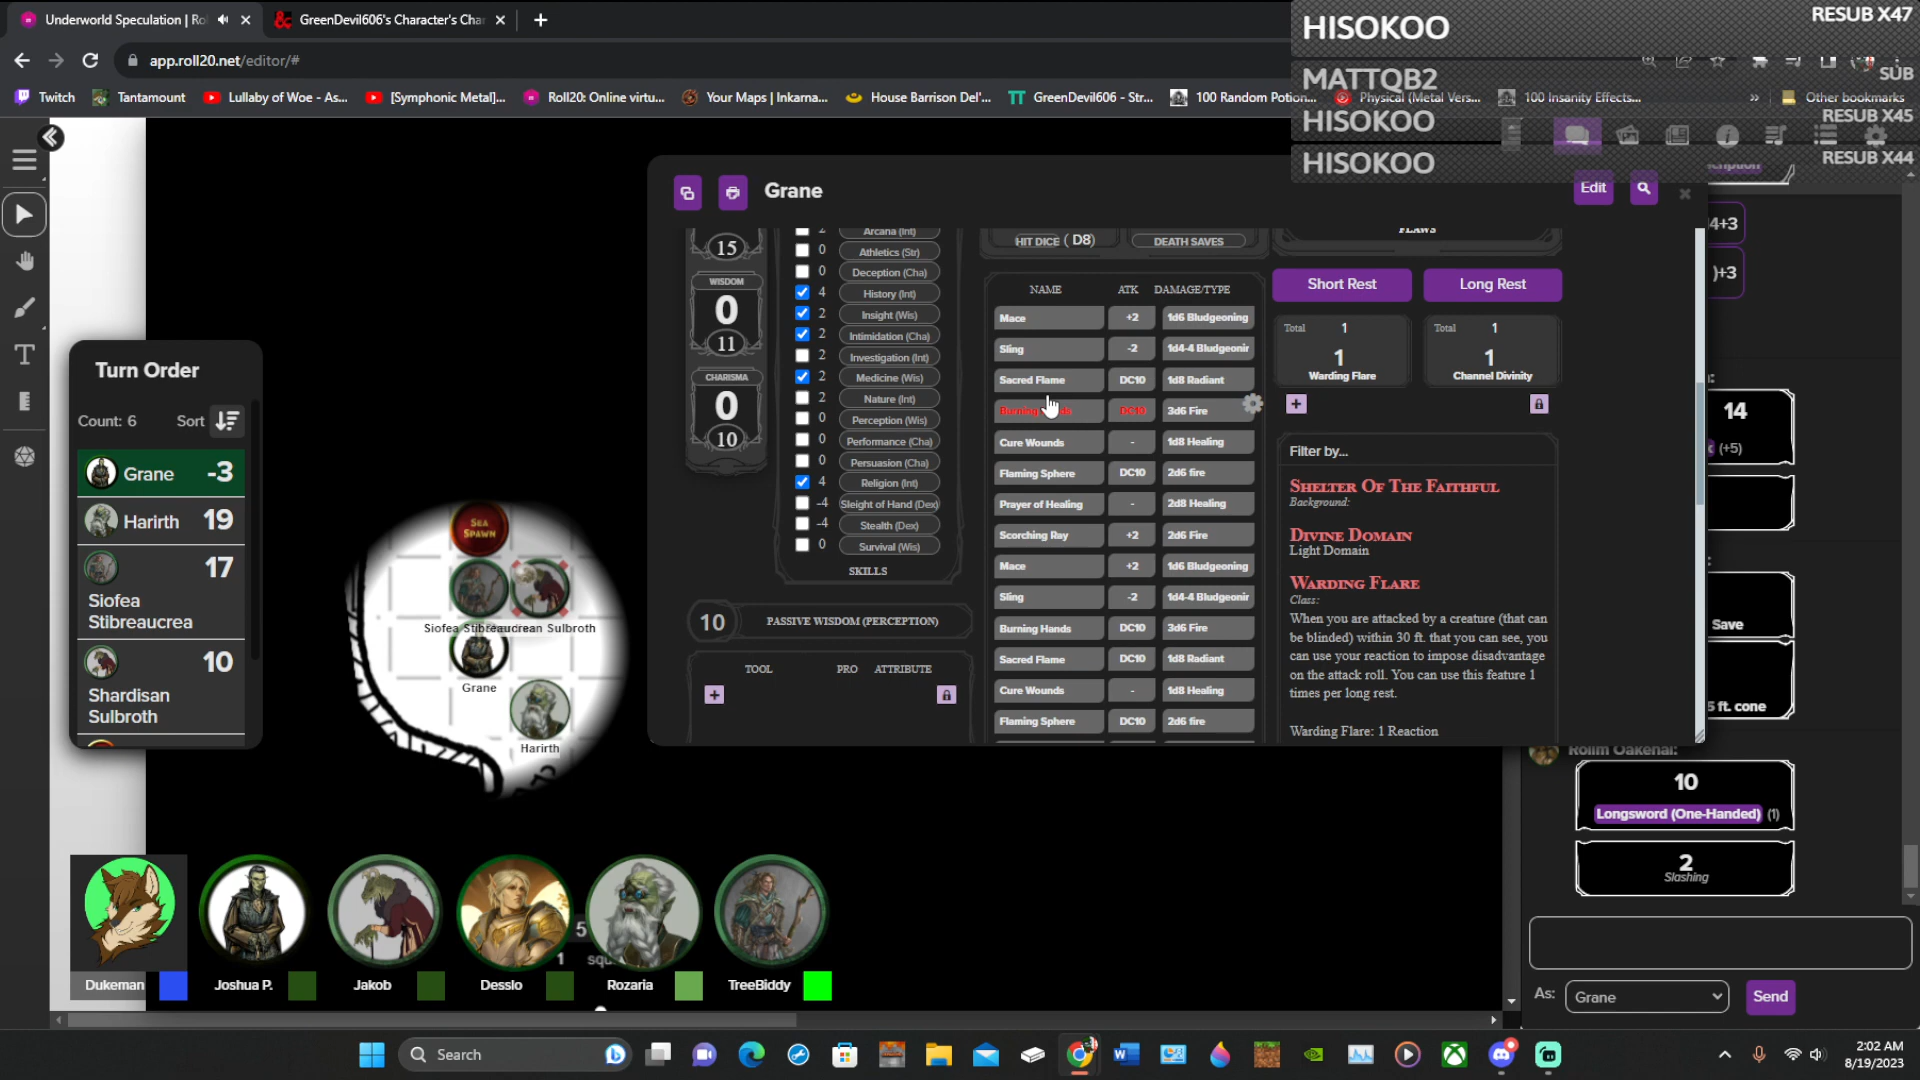 Underworld Speculation | Ro
GreenDevil606's Character's Char
HISOKOO
RESUB X47
MATTQB2
SUB
HISOKOO
RESUB X45
HISOKOO
RESUB X44
app.roll20.net/editor/#
Twitch
Tantamount
Lullaby of Woe - As...
[Symphonic Metal]...
Roll20: Online virtu...
Your Maps | Inkarna...
House Barrison Del'...
GreenDevil606 - Str...
100 Random Potion...
Physical (Metal Vers...
100 Insanity Effects...
Other bookmarks
Grane
Edit
Turn Order
Count: 6
Sort
Grane -3
Harirth 19
Siofea
Stibreaucrea
17
Shardisan
Sulbroth
10
SEA
SPAWN
Grane
Harirth
15
WISDOM
0
11
CHARISMA
0
10
2 Arcana (Int)
0 Athletics (Str)
0 Deception (Cha)
4 History (Int)
2 Insight (Wis)
2 Intimidation (Cha)
2 Investigation (Int)
2 Medicine (Wis)
2 Nature (Int)
0 Perception (Wis)
0 Performance (Cha)
0 Persuasion (Cha)
4 Religion (Int)
-4 Sleight of Hand (Dex)
-4 Stealth (Dex)
0 Survival (Wis)
SKILLS
10 PASSIVE WISDOM (PERCEPTION)
TOOL PRO ATTRIBUTE
HIT DICE ( D8)
DEATH SAVES
FLAWS
NAME ATK DAMAGE/TYPE
Mace +2 1d6 Bludgeoning
Sling -2 1d4-4 Bludgeonir
Sacred Flame DC10 1d8 Radiant
Burning Hands DC10 3d6 Fire
Cure Wounds - 1d8 Healing
Flaming Sphere DC10 2d6 fire
Prayer of Healing - 2d8 Healing
Scorching Ray +2 2d6 Fire
Mace +2 1d6 Bludgeoning
Sling -2 1d4-4 Bludgeonir
Burning Hands DC10 3d6 Fire
Sacred Flame DC10 1d8 Radiant
Cure Wounds - 1d8 Healing
Flaming Sphere DC10 2d6 fire
Short Rest
Long Rest
Total 1
1
Warding Flare
Total 1
1
Channel Divinity
Filter by...
SHELTER OF THE FAITHFUL
Background:
DIVINE DOMAIN
Light Domain
WARDING FLARE
Class:
When you are attacked by a creature (that can
be blinded) within 30 ft. that you can see, you
can use your reaction to impose disadvantage
on the attack roll. You can use this feature 1
times per long rest.
Warding Flare: 1 Reaction
4+3
)+3
14
(+5)
Save
5 ft. cone
Rolim Oakenai:
10
Longsword (One-Handed) (1)
2
Slashing
As:
Grane
Send
Dukeman
Joshua P.
Jakob
Desslo
Rozaria
TreeBiddy
5
1
squ
Search
2:02 AM
8/19/2023